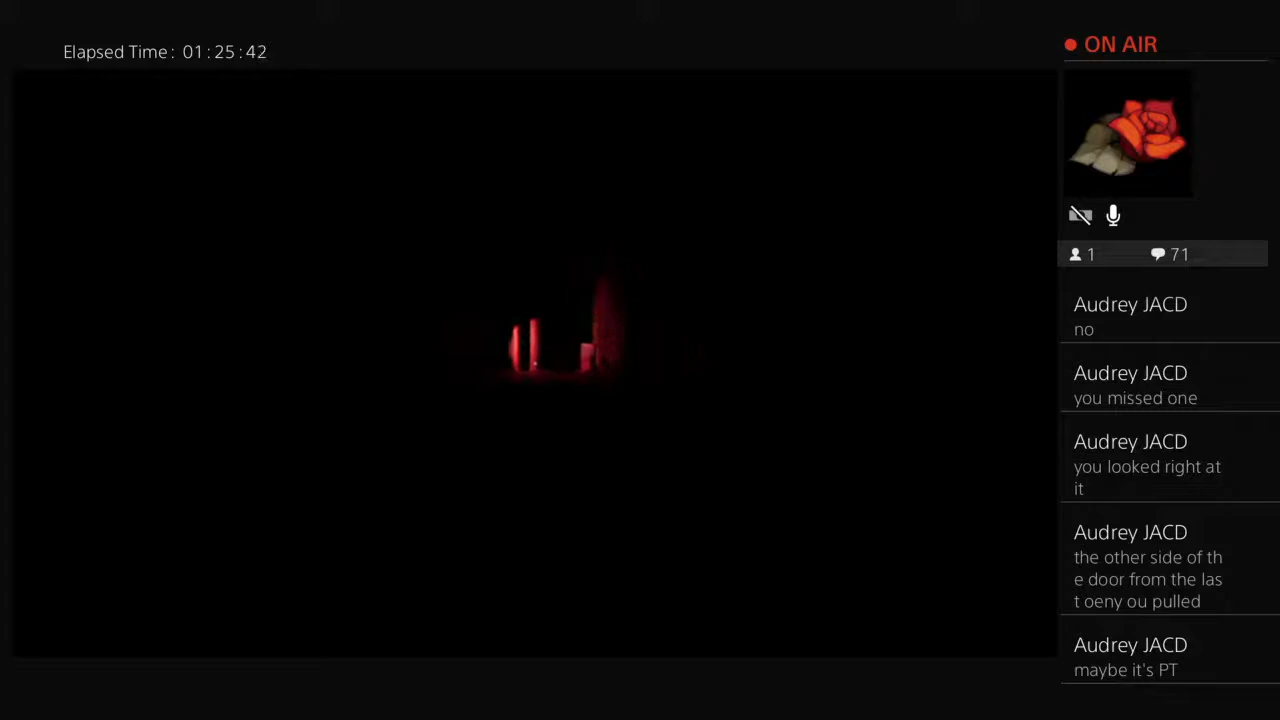 Elapsed Time: 01:25:42
ON AIR
1 71
Audrey JACD
no
Audrey JACD
you missed one
Audrey JACD
you looked right at
it
Audrey JACD
the other side of th
e door from the las
t oeny ou pulled
Audrey JACD
maybe it's PT